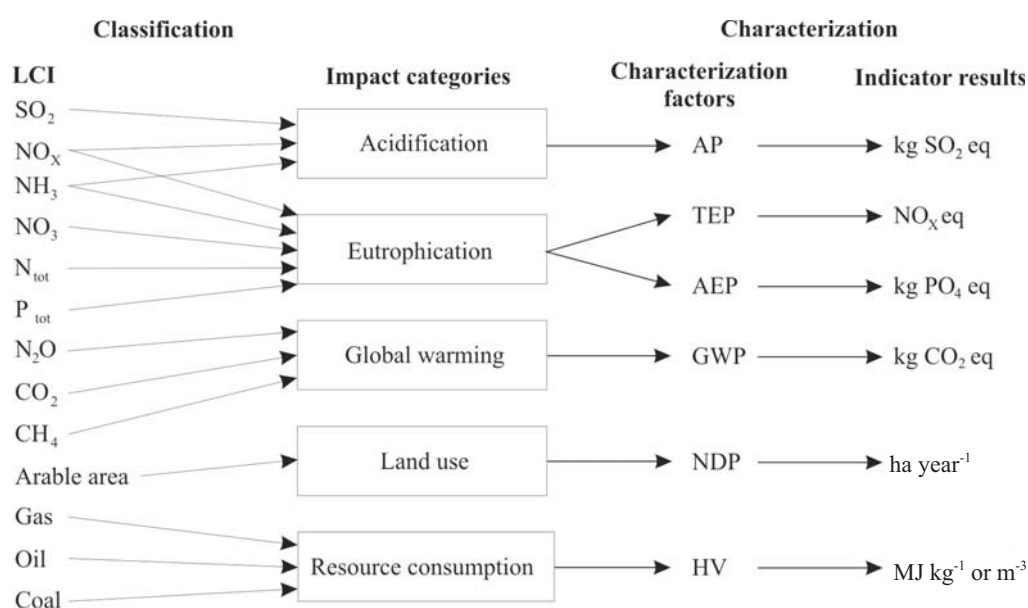 Classification
Characterization
LCI
Impact categories
Characterization
factors
Indicator results
SO₂
NOₓ
NH₃
NO₃
N tot
P tot
N₂O
CO₂
CH₄
Arable area
Gas
Oil
Coal
Acidification
Eutrophication
Global warming
Land use
Resource consumption
AP
TEP
AEP
GWP
NDP
HV
kg SO₂ eq
NOₓ eq
kg PO₄ eq
kg CO₂ eq
ha year⁻¹
MJ kg⁻¹ or m⁻³